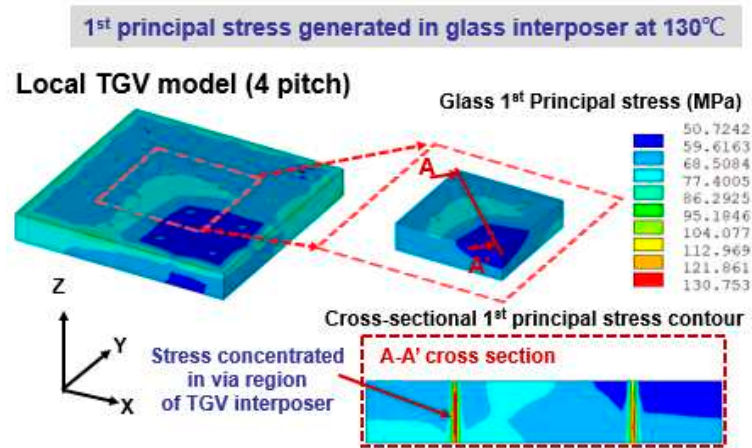 1st principal stress generated in glass interposer at 130℃
Local TGV model (4 pitch)
Glass 1st Principal stress (MPa)
50.7242
59.6163
68.5084
77.4005
86.2925
95.1846
104.077
112.969
121.861
130.753
A
A'
Z
Y
X
Cross-sectional 1st principal stress contour
Stress concentrated
in via region
of TGV interposer
A-A' cross section